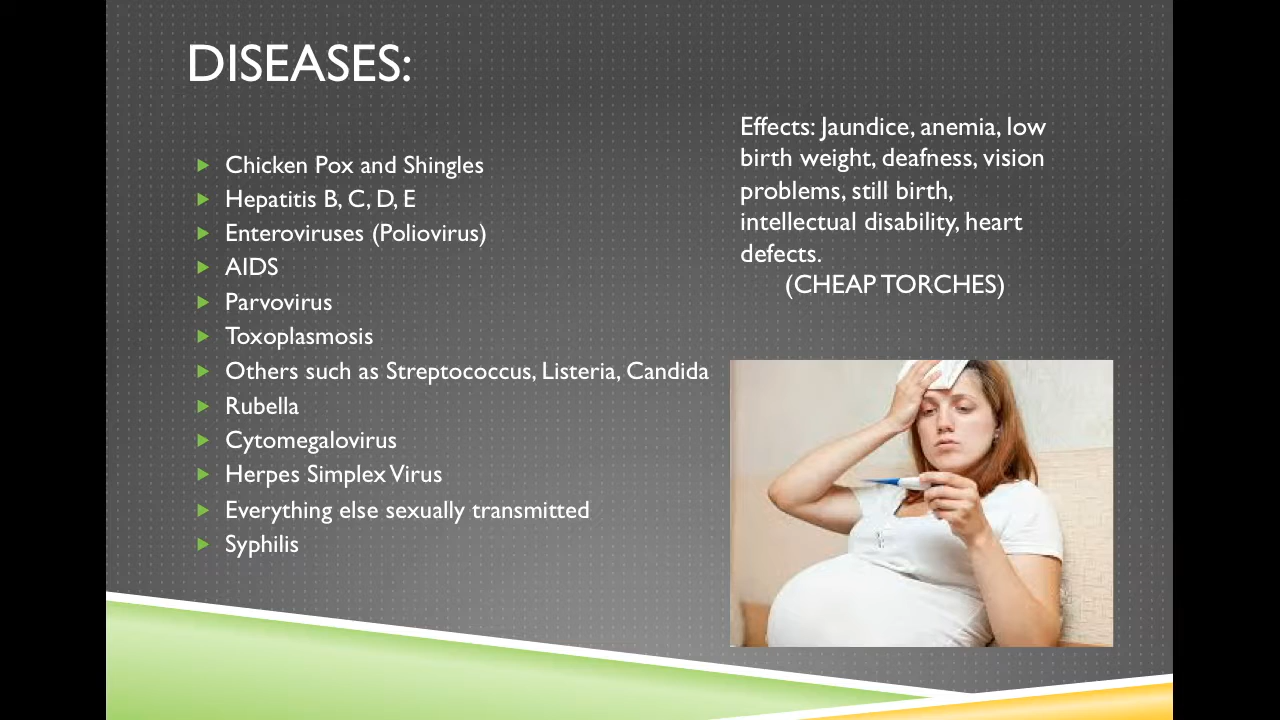 DISEASES:
Chicken Pox and Shingles
Hepatitis B, C, D, E
Enteroviruses (Poliovirus)
AIDS
Parvovirus
Toxoplasmosis
Others such as Streptococcus, Listeria, Candida
Rubella
Cytomegalovirus
Herpes Simplex Virus
Everything else sexually transmitted
Syphilis
Effects: Jaundice, anemia, low
birth weight, deafness, vision
problems, still birth,
intellectual disability, heart
defects.
(CHEAP TORCHES)